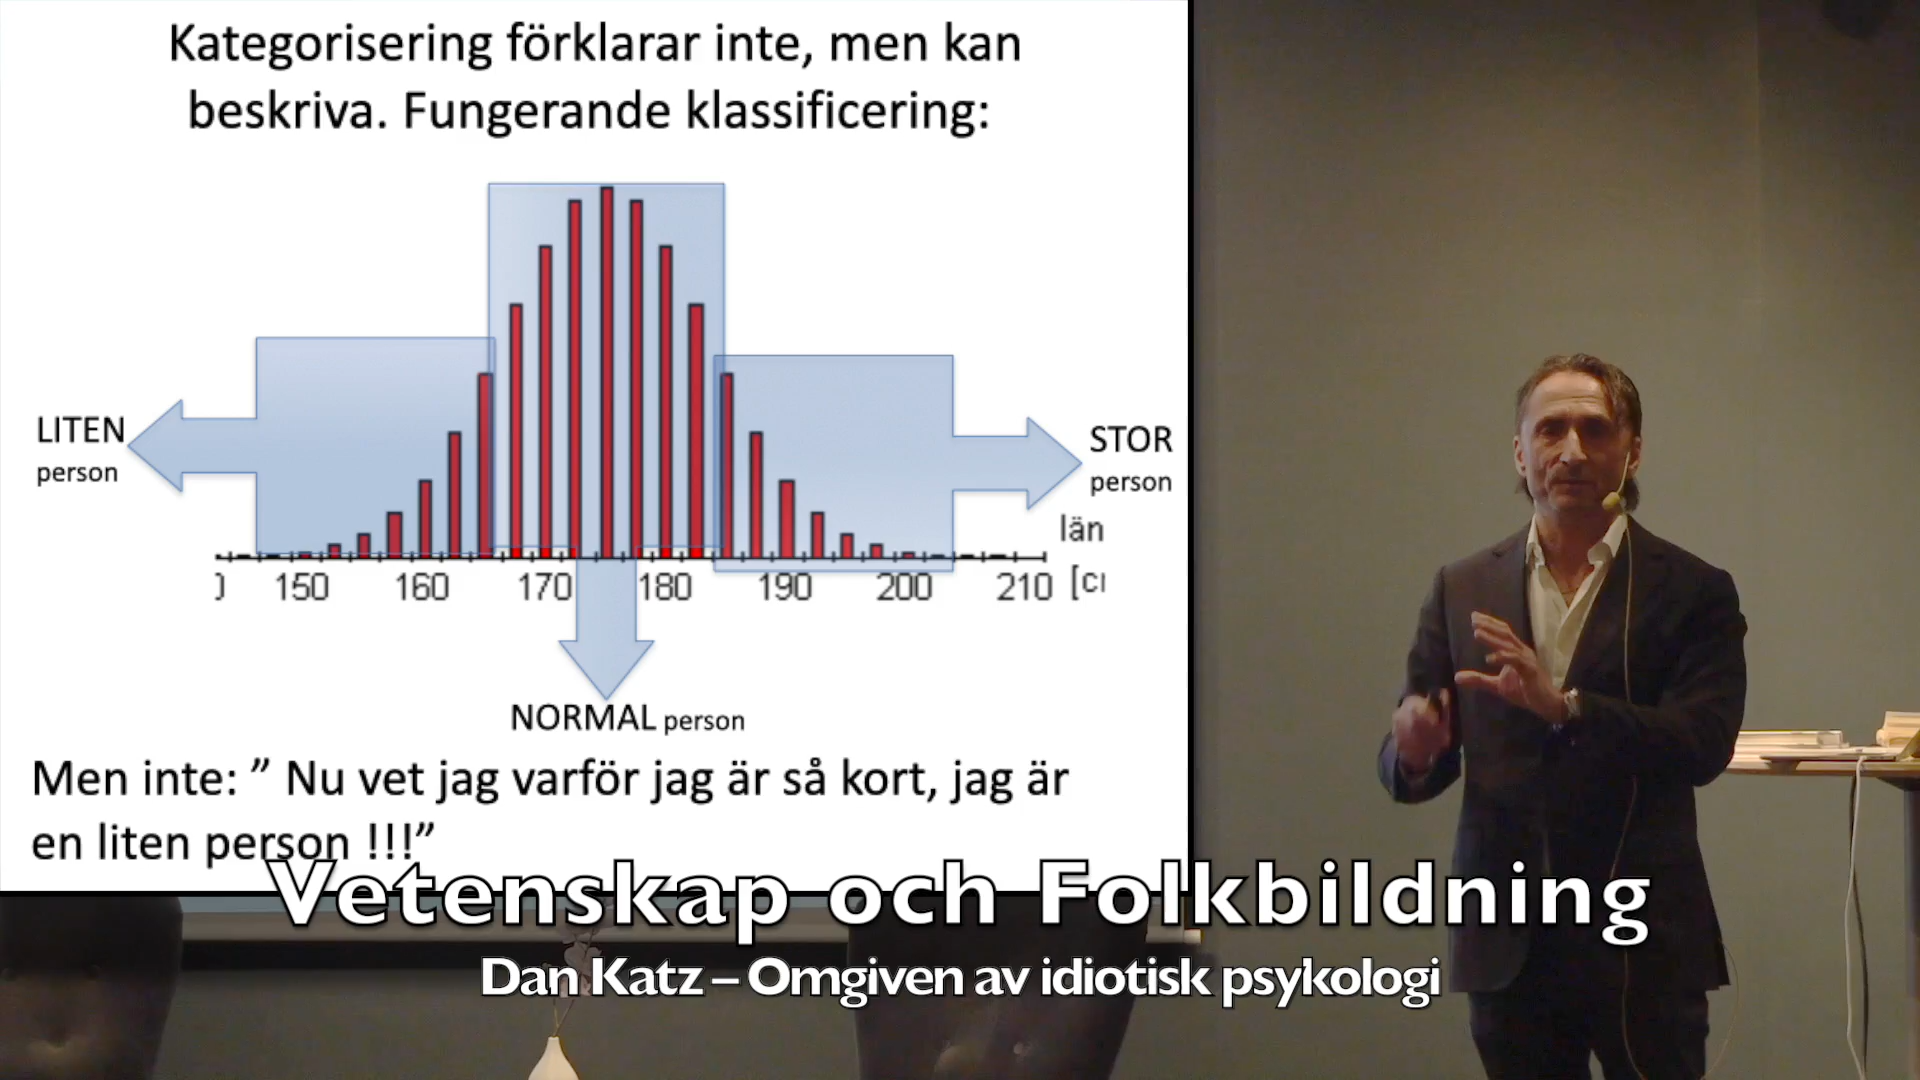 Kategorisering förklarar inte, men kan
beskriva. Fungerande klassificering:
LITEN
person
STOR
person
län
150 160 170 180 190 200 210 [c
NORMAL person
Men inte: ” Nu vet jag varför jag är så kort, jag är
en liten person !!!”
Vetenskap och Folkbildning
Dan Katz – Omgiven av idiotisk psykologi